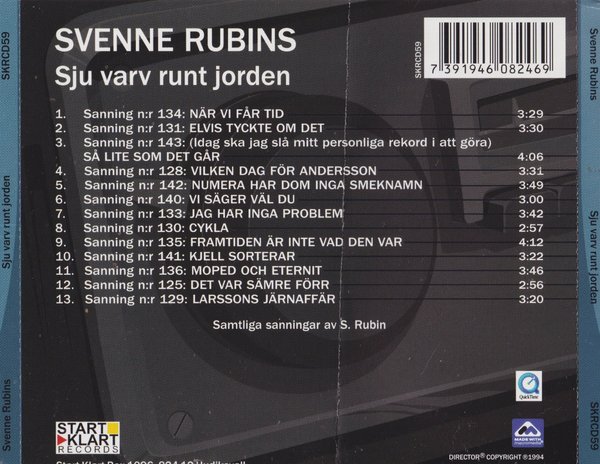 SVENNE RUBINS
Sju varv runt jorden
SKRCD59
7 391946 082469
1. Sanning n:r 134: NÄR VI FÅR TID 3:29
2. Sanning n:r 131: ELVIS TYCKTE OM DET 3:30
3. Sanning n:r 143: (Idag ska jag slå mitt personliga rekord i att göra)
SÅ LITE SOM DET GÅR 4:06
4. Sanning n:r 128: VILKEN DAG FÖR ANDERSSON 3:31
5. Sanning n:r 142: NUMERA HAR DOM INGA SMEKNAMN 3:49
6. Sanning n:r 140: VI SÄGER VÄL DU 3.00
7. Sanning n:r 133: JAG HAR INGA PROBLEM 3:42
8. Sanning n:r 130: CYKLA 2:57
9. Sanning n:r 135: FRAMTIDEN ÄR INTE VAD DEN VAR 4:12
10. Sanning n:r 141: KJELL SORTERAR 3:22
11. Sanning n:r 136: MOPED OCH ETERNIT 3:46
12. Sanning n:r 125: DET VAR SÄMRE FÖRR 2:56
13. Sanning n:r 129: LARSSONS JÄRNAFFÄR 3:20
Samtliga sanningar av S. Rubin
START
KLART
RECORDS
QuickTime
MADE WITH
macromedia
DIRECTOR® COPYRIGHT ©1994
SKRCD59
Sju varv runt jorden
Svenne Rubins
Svenne Rubins
Sju varv runt jorden
SKRCD59